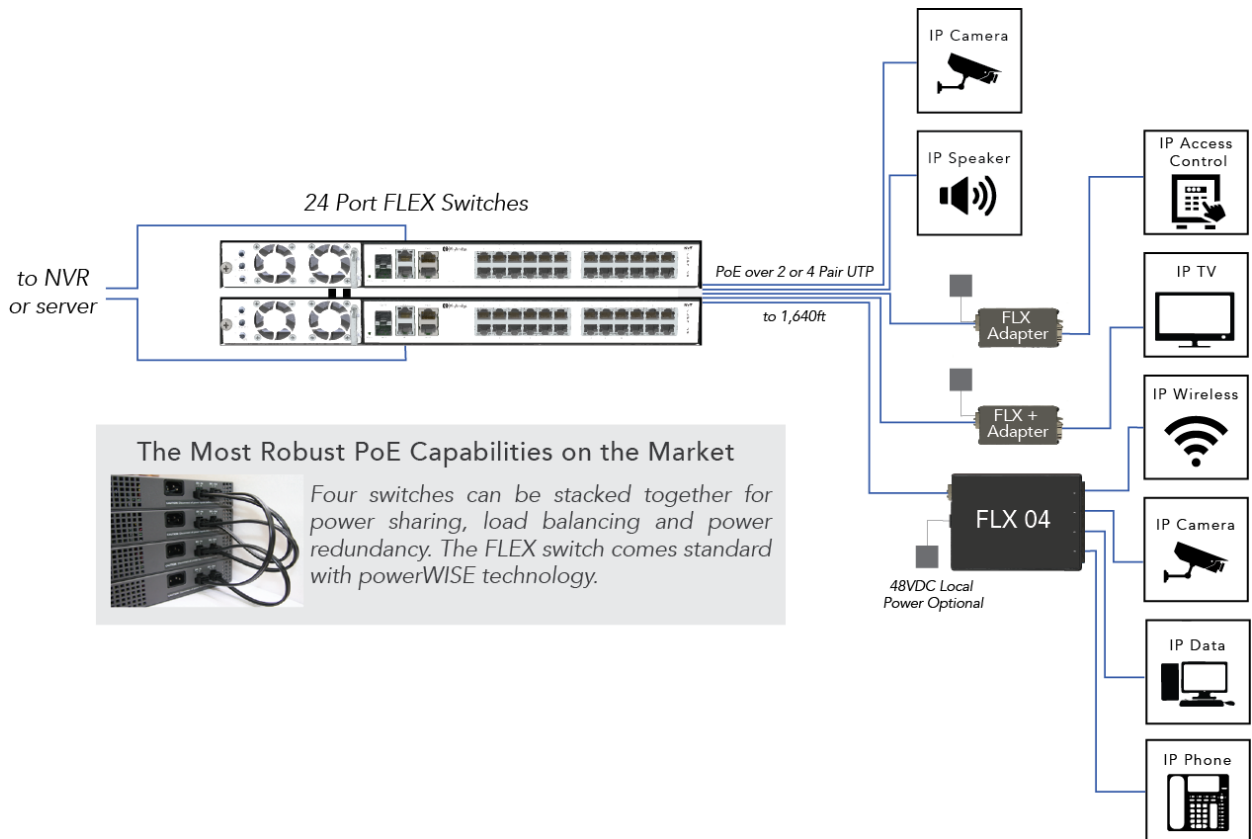 IP Camera
IP Speaker
IP Access
Control
24 Port FLEX Switches
to NVR
or server
PoE over 2 or 4 Pair UTP
to 1,640ft
IP TV
FLX
Adapter
FLX +
Adapter
IP Wireless
FLX 04
48VDC Local
Power Optional
IP Camera
IP Data
IP Phone
The Most Robust PoE Capabilities on the Market
Four switches can be stacked together for
power sharing, load balancing and power
redundancy. The FLEX switch comes standard
with powerWISE technology.